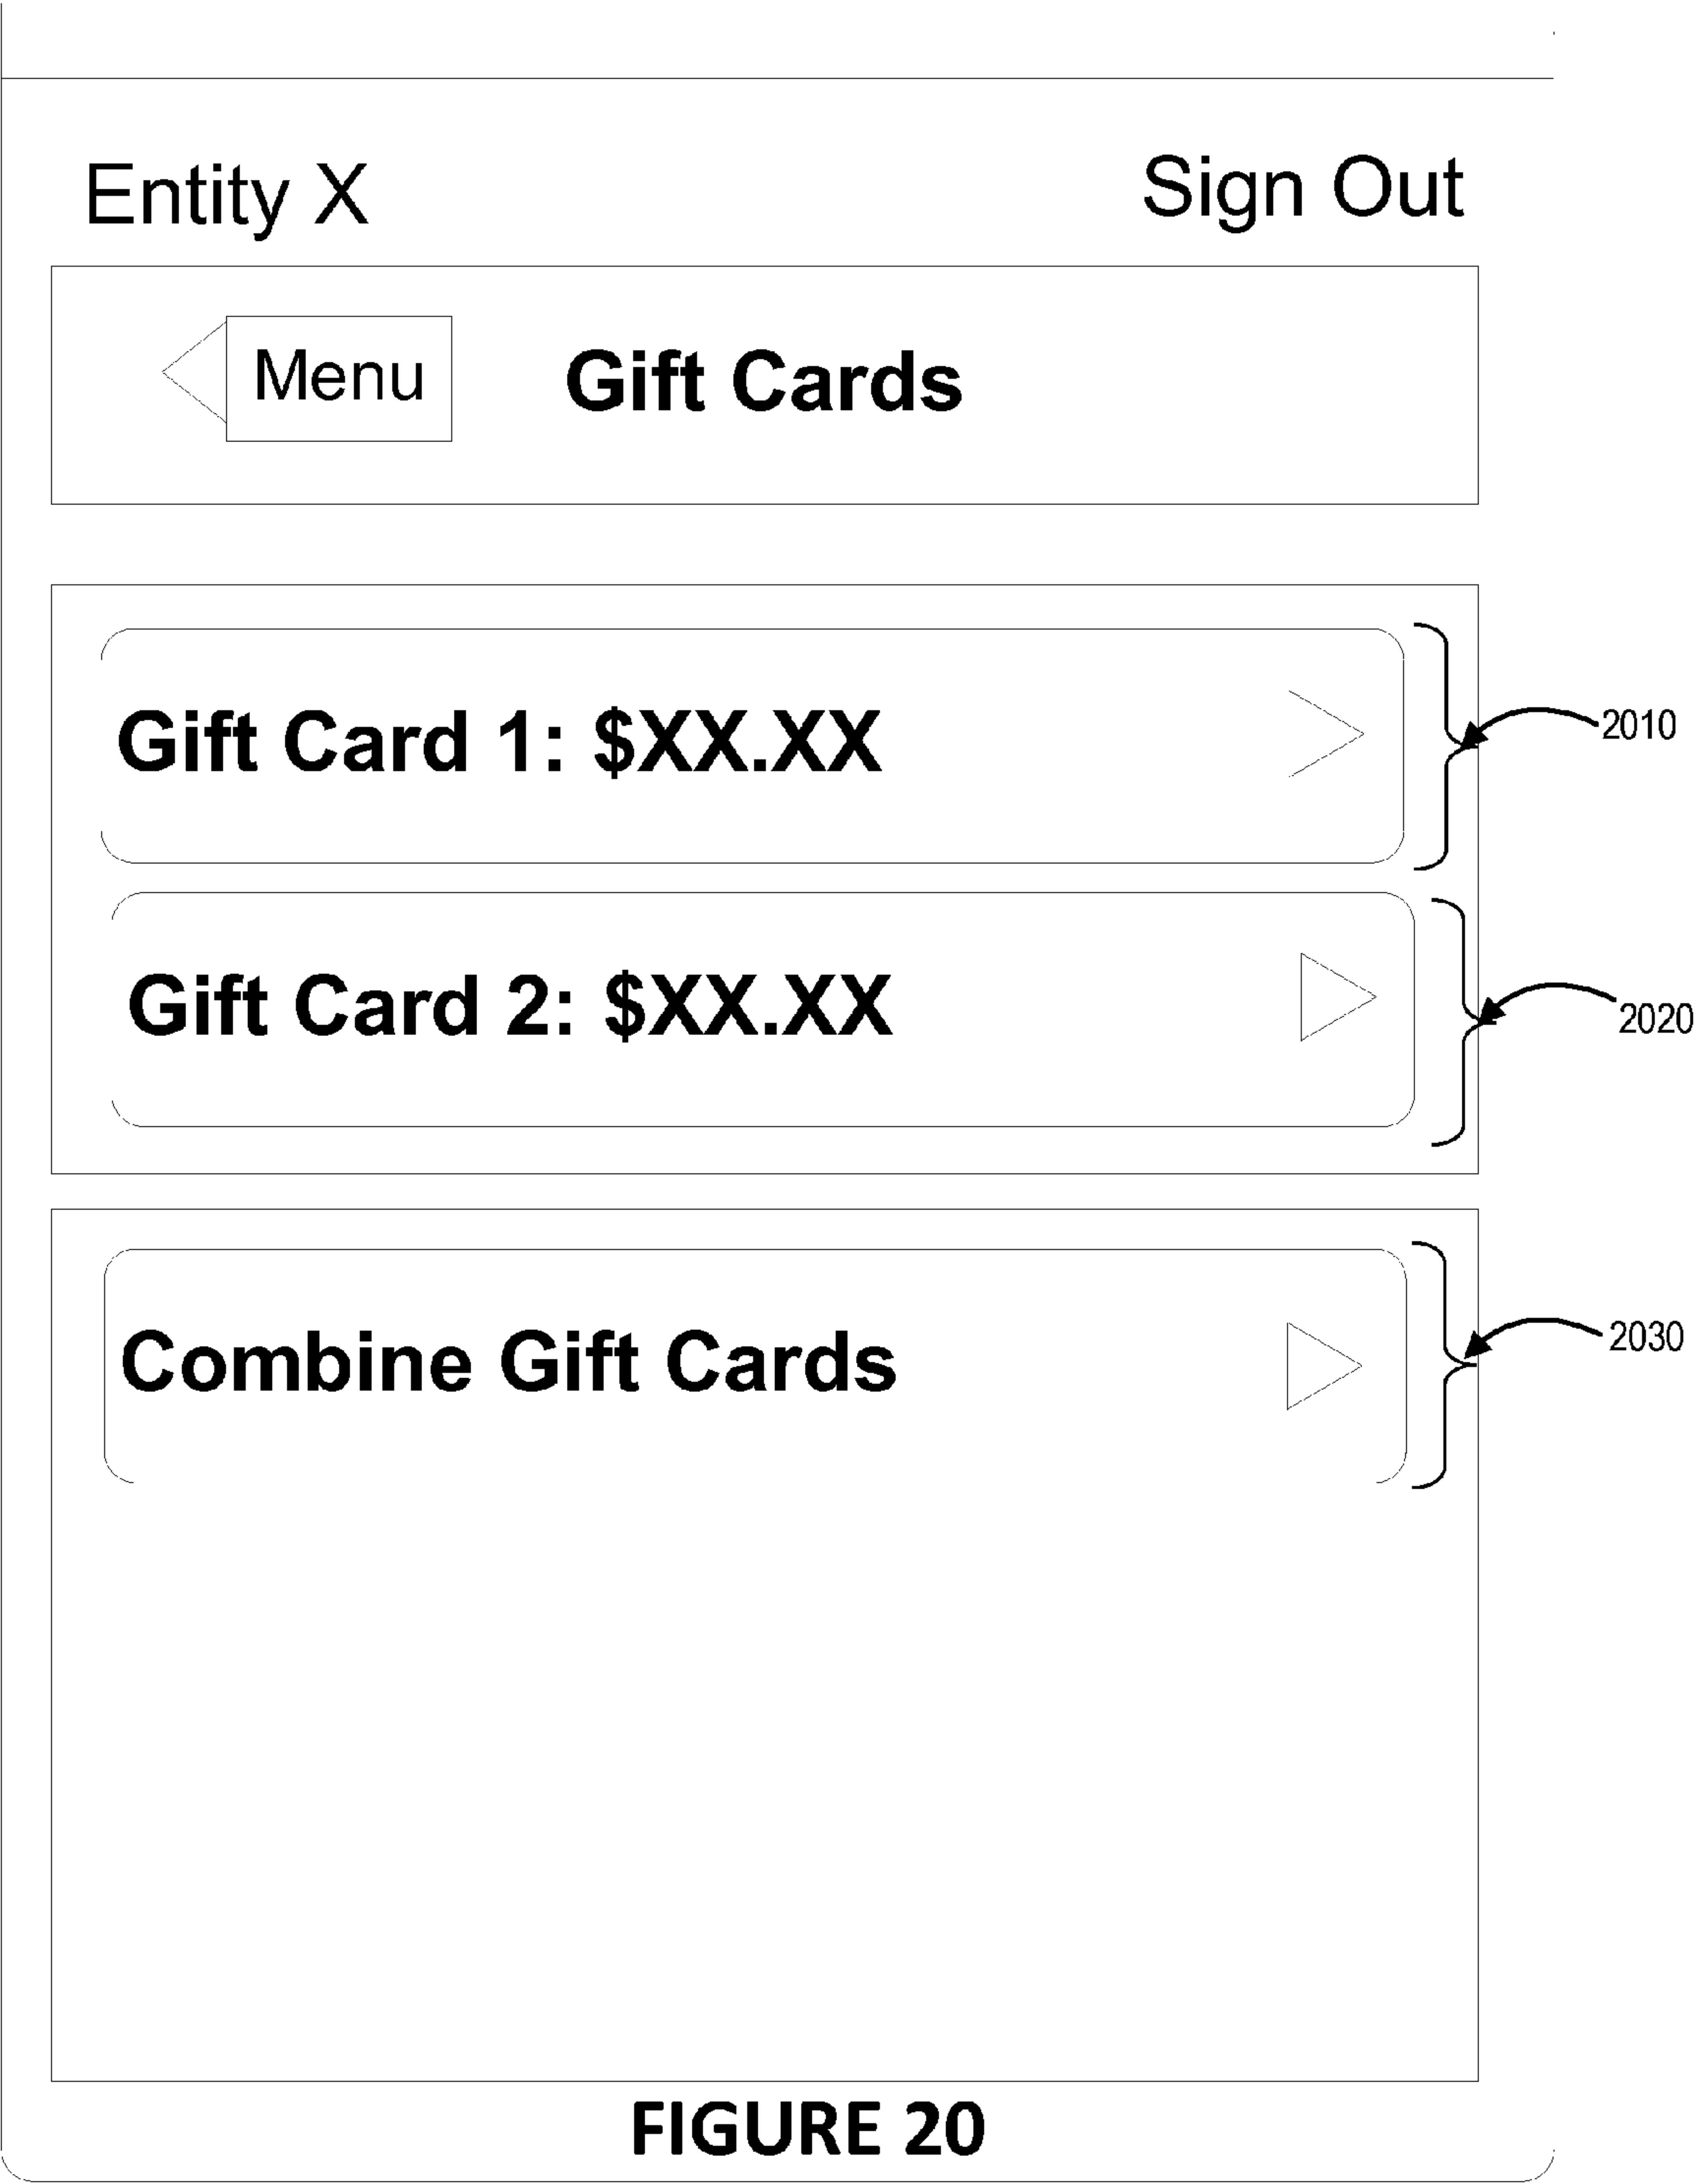 Entity X Sign Out
Menu Gift Cards
Gift Card 1: $XX.XX
2010
Gift Card 2: $XX.XX
2020
Combine Gift Cards
2030
FIGURE 20